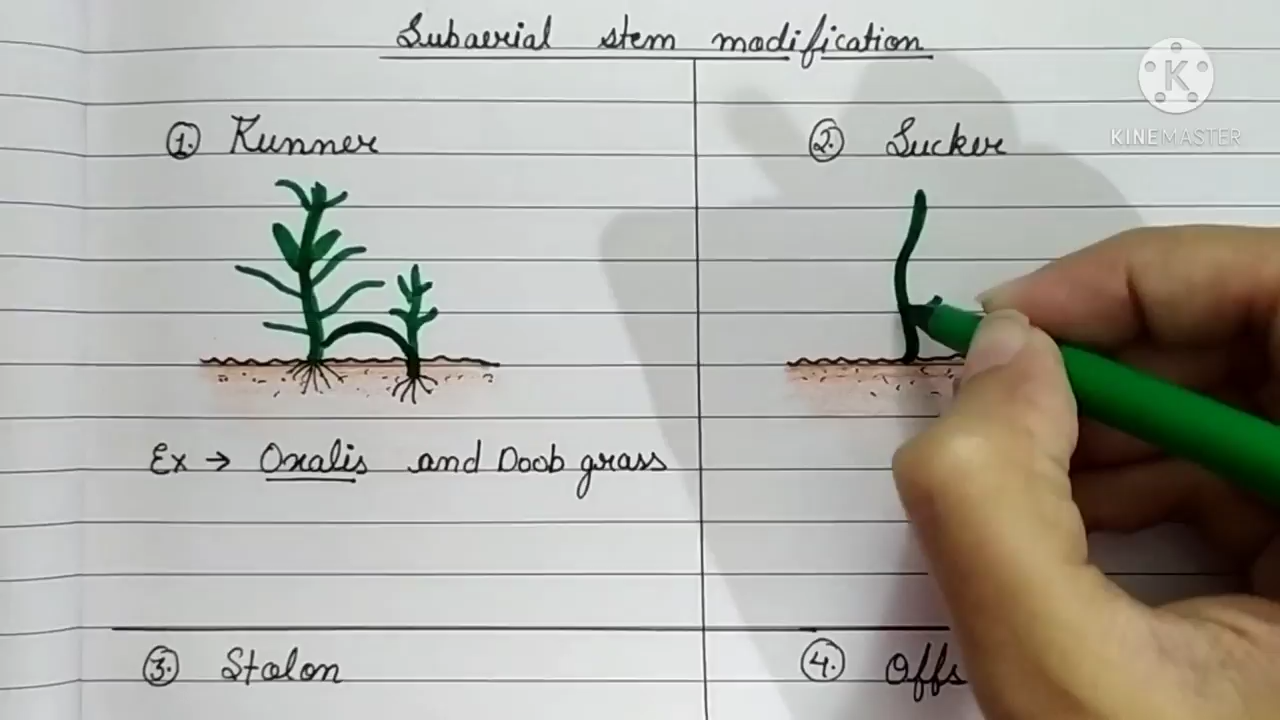 Subaerial stem modification
1. Runner
2. Sucker
K
KINEMASTER
Ex → Oxalis and Doob grass
3. Stolon
4. Offs